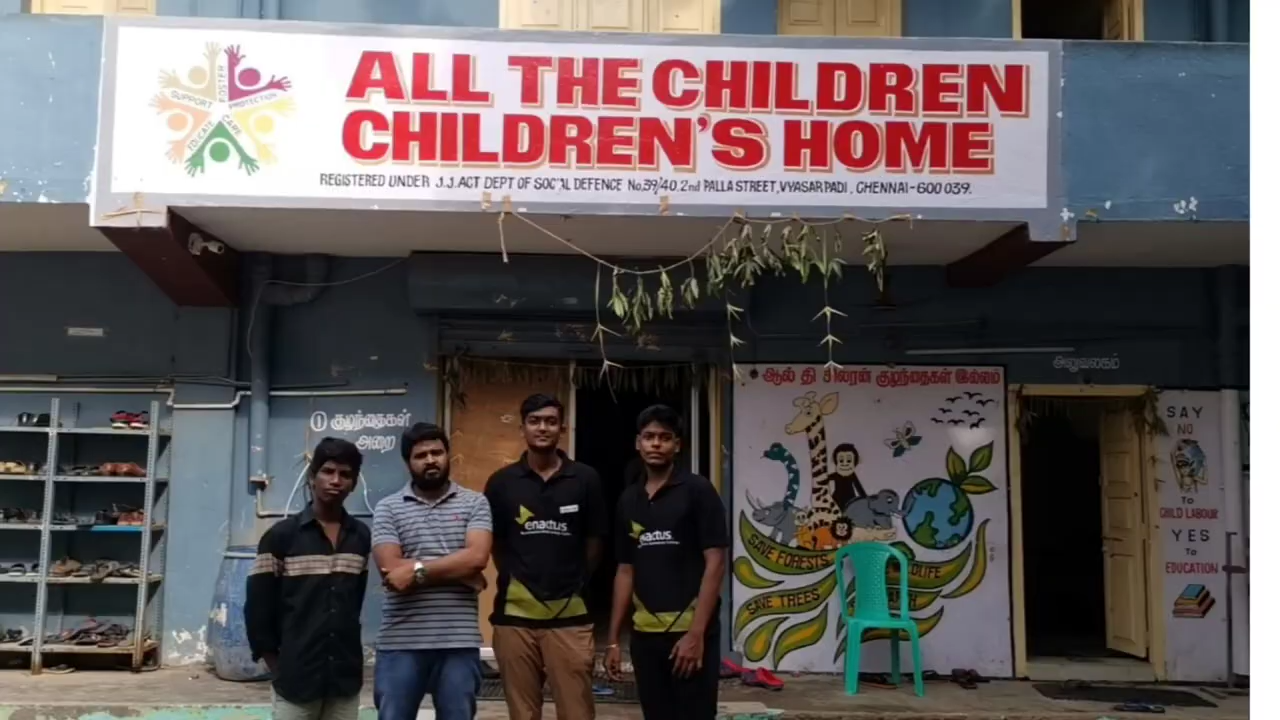 SUPPORT
FOSTER
PROTECTION
CARE
ALL THE CHILDREN
CHILDREN'S HOME
REGISTERED UNDER J.J.ACT DEPT OF SOCIAL DEFENCE No,39/40, 2nd PALLA STREET, VYASARPADI, CHENNAI-600 039.
அலுவலகம்
ஆல் தி சில்ரன் குழந்தைகள் இல்லம்
① குழந்தைகள்
அறை
SAY
NO
TO
CHILD LABOUR
YES
To
EDUCATION
enactus
enactus
SAVE FORESTS
SAVE TREES